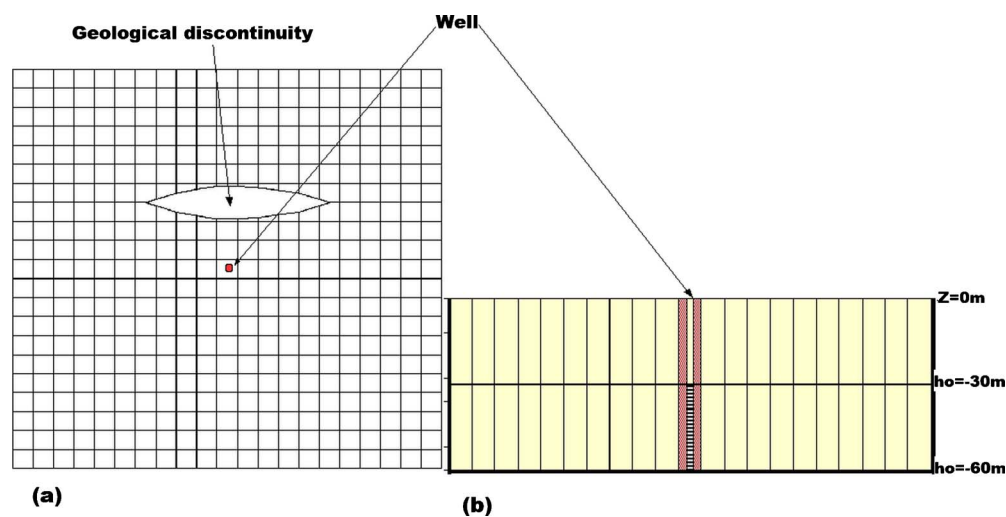 Well
Geological discontinuity
Z=0m
ho=-30m
ho=-60m
(a)
(b)